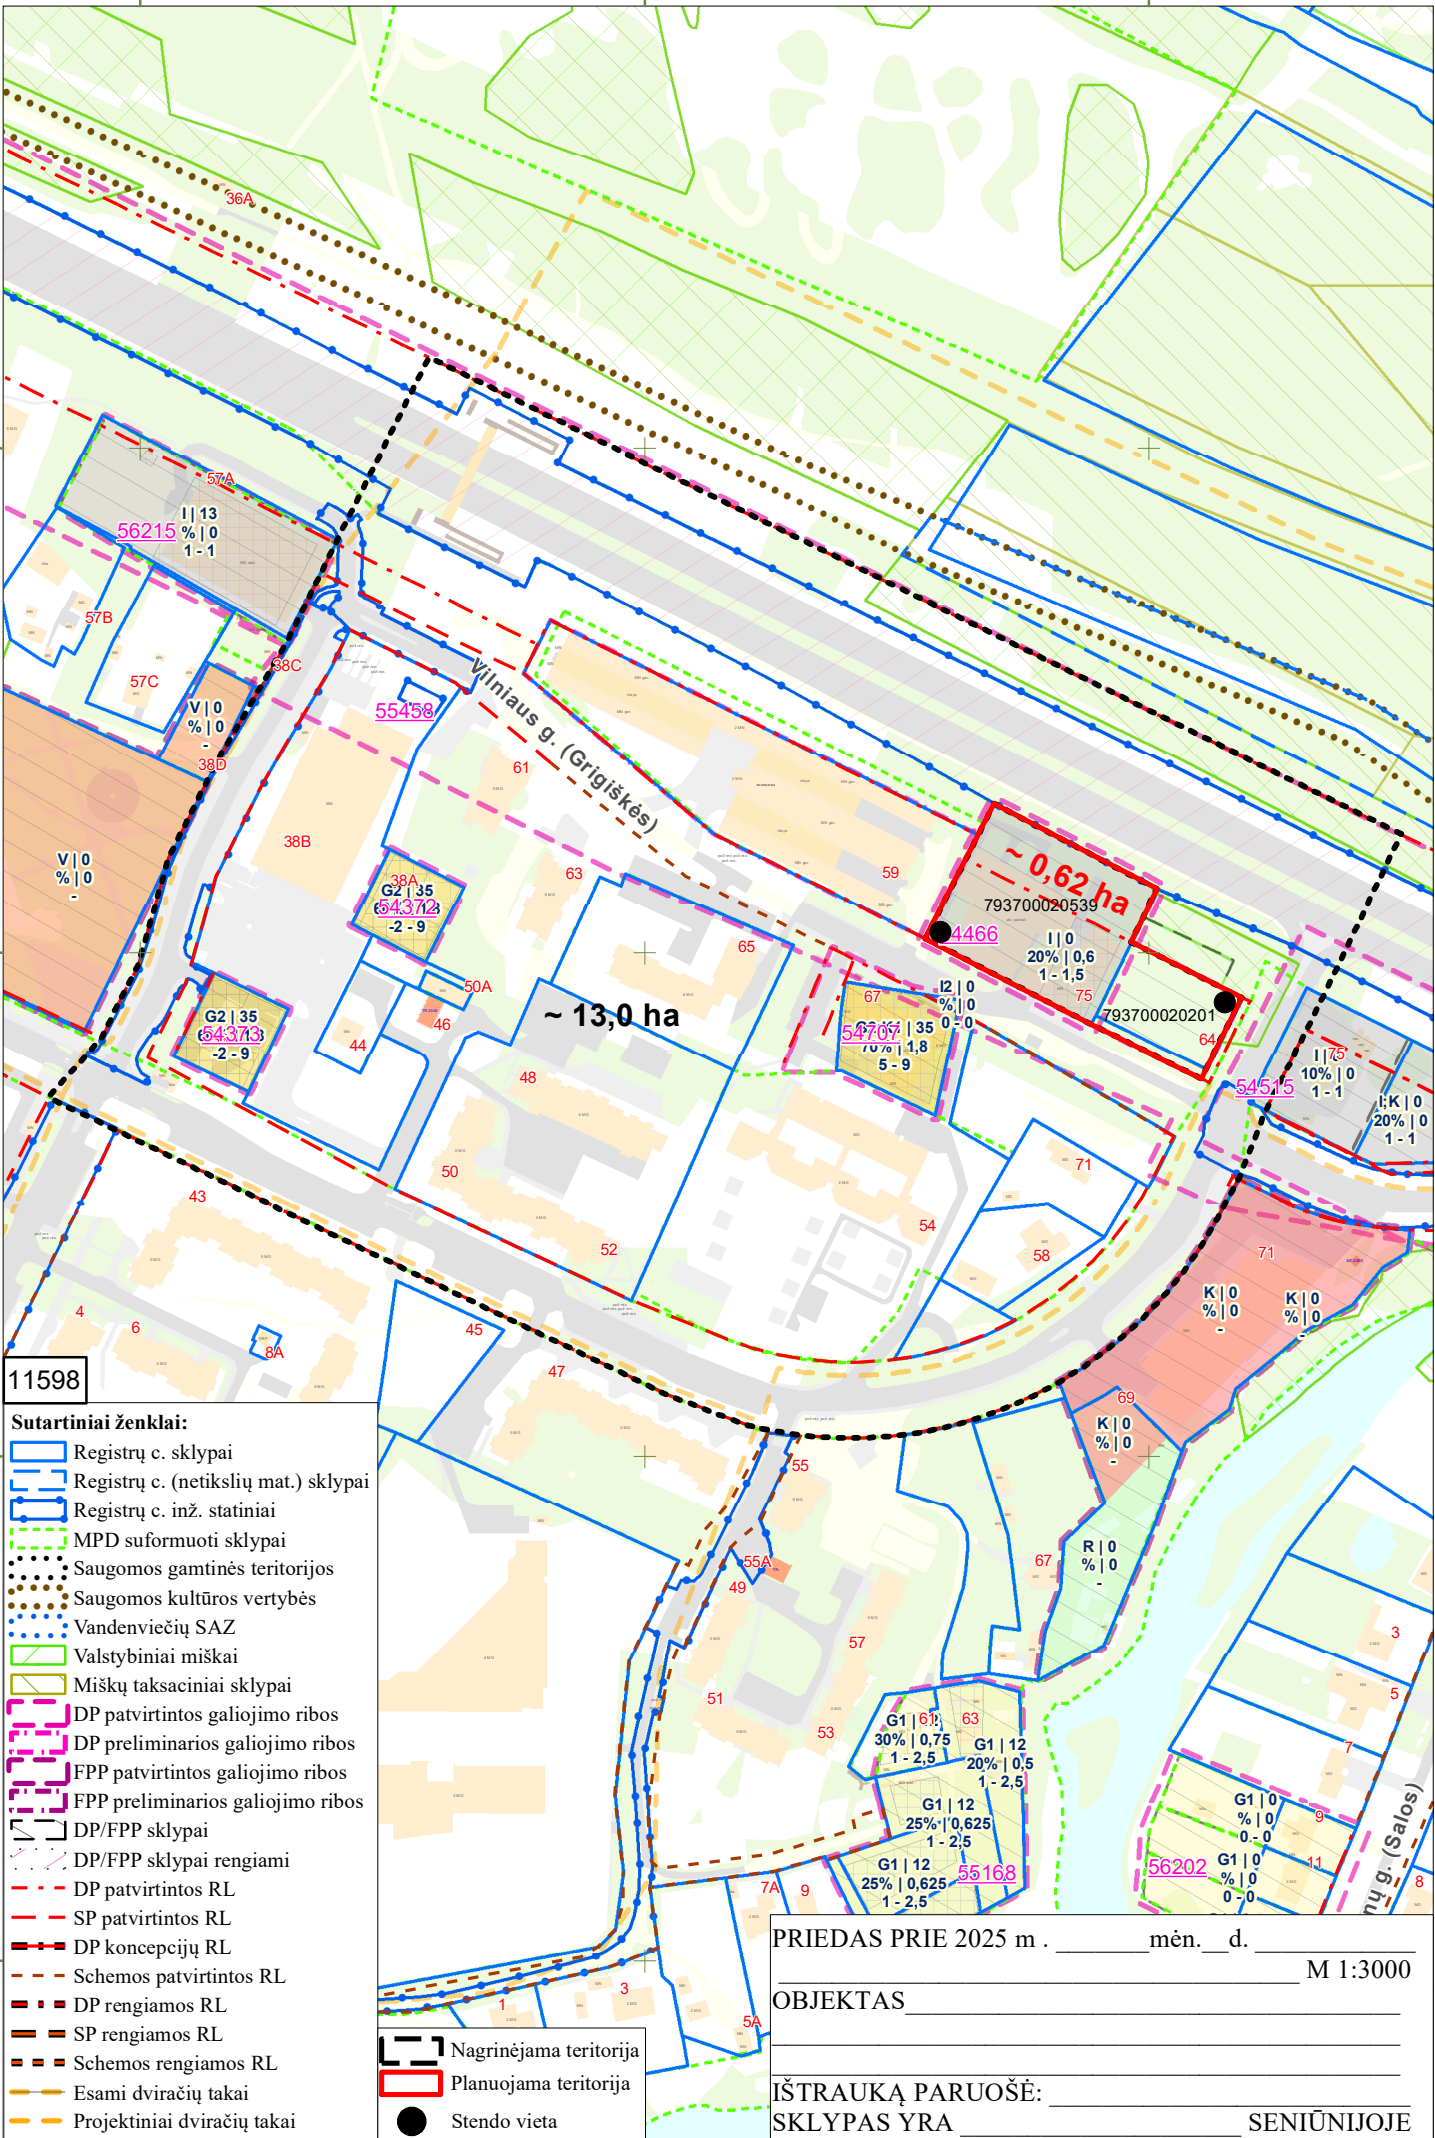 36A
57A
I | 13
% | 0
1 - 1
56215
57B
57C
38C
V | 0
% | 0
-
38D
V | 0
% | 0
-
55458
Vilniaus g. (Grigiškės)
61
38B
63
59
38A
G2 | 35
54372
-2 - 9
~ 0,62 ha
793700020539
4466
I | 0
20% | 0,6
1 - 1,5
75
793700020201
64
65
67
I2 | 0
% | 0
0 - 0
54707
| 35
70% | 1,8
5 - 9
50A
46
44
G2 | 35
54373
-2 - 9
~ 13,0 ha
48
50
52
54
71
58
54515
75
10% | 0
1 - 1
I,K | 0
20% | 0
1 - 1
43
4
6
8A
45
47
71
K | 0
% | 0
-
K | 0
% | 0
-
69
K | 0
% | 0
-
R | 0
% | 0
-
67
55
55A
49
57
51
53
61
63
G1 |
30% | 0,75
1 - 2,5
G1 | 12
20% | 0,5
1 - 2,5
G1 | 12
25% | 0,625
1 - 2,5
G1 | 12
25% | 0,625
1 - 2,5
55168
3
5
7
9
11
8
G1 | 0
% | 0
0 - 0
G1 | 0
% | 0
0 - 0
56202
nų g. (Salos)
7A
9
1
3
5A
11598
Sutartiniai ženklai:
Registrų c. sklypai
Registrų c. (netikslių mat.) sklypai
Registrų c. inž. statiniai
MPD suformuoti sklypai
Saugomos gamtinės teritorijos
Saugomos kultūros vertybės
Vandenviečių SAZ
Valstybiniai miškai
Miškų taksaciniai sklypai
DP patvirtintos galiojimo ribos
DP preliminarios galiojimo ribos
FPP patvirtintos galiojimo ribos
FPP preliminarios galiojimo ribos
DP/FPP sklypai
DP/FPP sklypai rengiami
DP patvirtintos RL
SP patvirtintos RL
DP koncepcijų RL
Schemos patvirtintos RL
DP rengiamos RL
SP rengiamos RL
Schemos rengiamos RL
Esami dviračių takai
Projektiniai dviračių takai
Nagrinėjama teritorija
Planuojama teritorija
Stendo vieta
PRIEDAS PRIE 2025 m . _______mėn.__d. ____________
_______________________________________ M 1:3000
OBJEKTAS_____________________________________
IŠTRAUKĄ PARUOŠĖ: ___________________________
SKLYPAS YRA _____________________ SENIŪNIJOJE